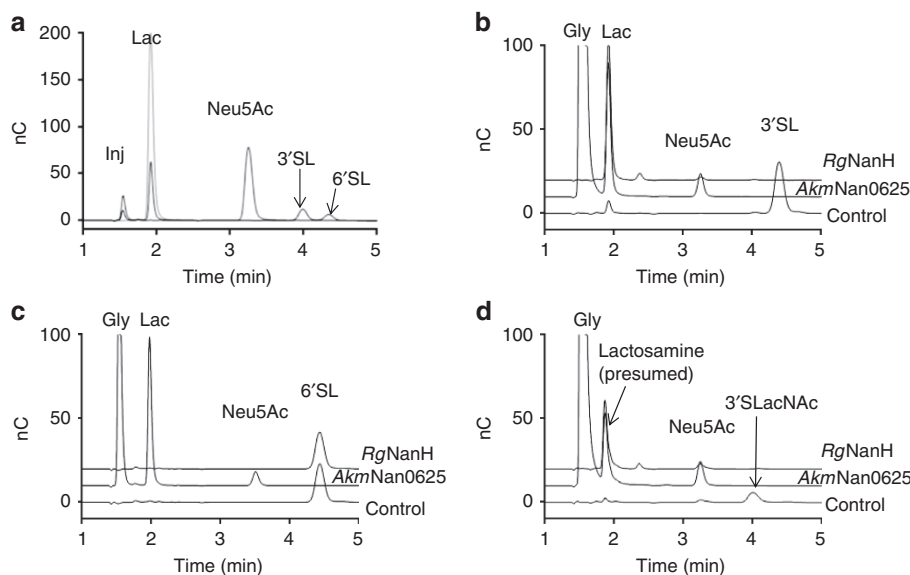 a
200
150
100
50
0
nC
Inj
Lac
Neu5Ac
3′SL
6′SL
1 2 3 4 5
Time (min)
b
100
50
0
nC
Gly
Lac
Neu5Ac
3′SL
RgNanH
AkmNan0625
Control
1 2 3 4 5
Time (min)
c
100
50
0
nC
Gly
Lac
Neu5Ac
6′SL
RgNanH
AkmNan0625
Control
1 2 3 4 5
Time (min)
d
100
50
0
nC
Gly
Lactosamine
(presumed)
Neu5Ac
3′SLacNAc
RgNanH
AkmNan0625
Control
1 2 3 4 5
Time (min)